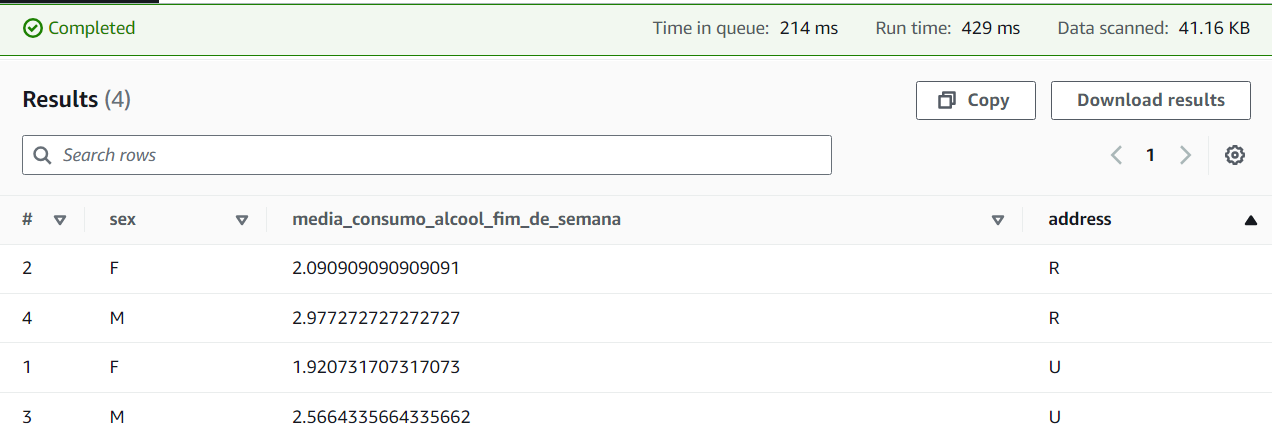 Completed Time in queue: 214 ms Run time: 429 ms Data scanned: 41.16 KB
Results (4) Copy Download results
Search rows 1
# sex media_consumo_alcool_fim_de_semana address
2 F 2.090909090909091 R
4 M 2.977272727272727 R
1 F 1.920731707317073 U
3 M 2.5664335664335662 U